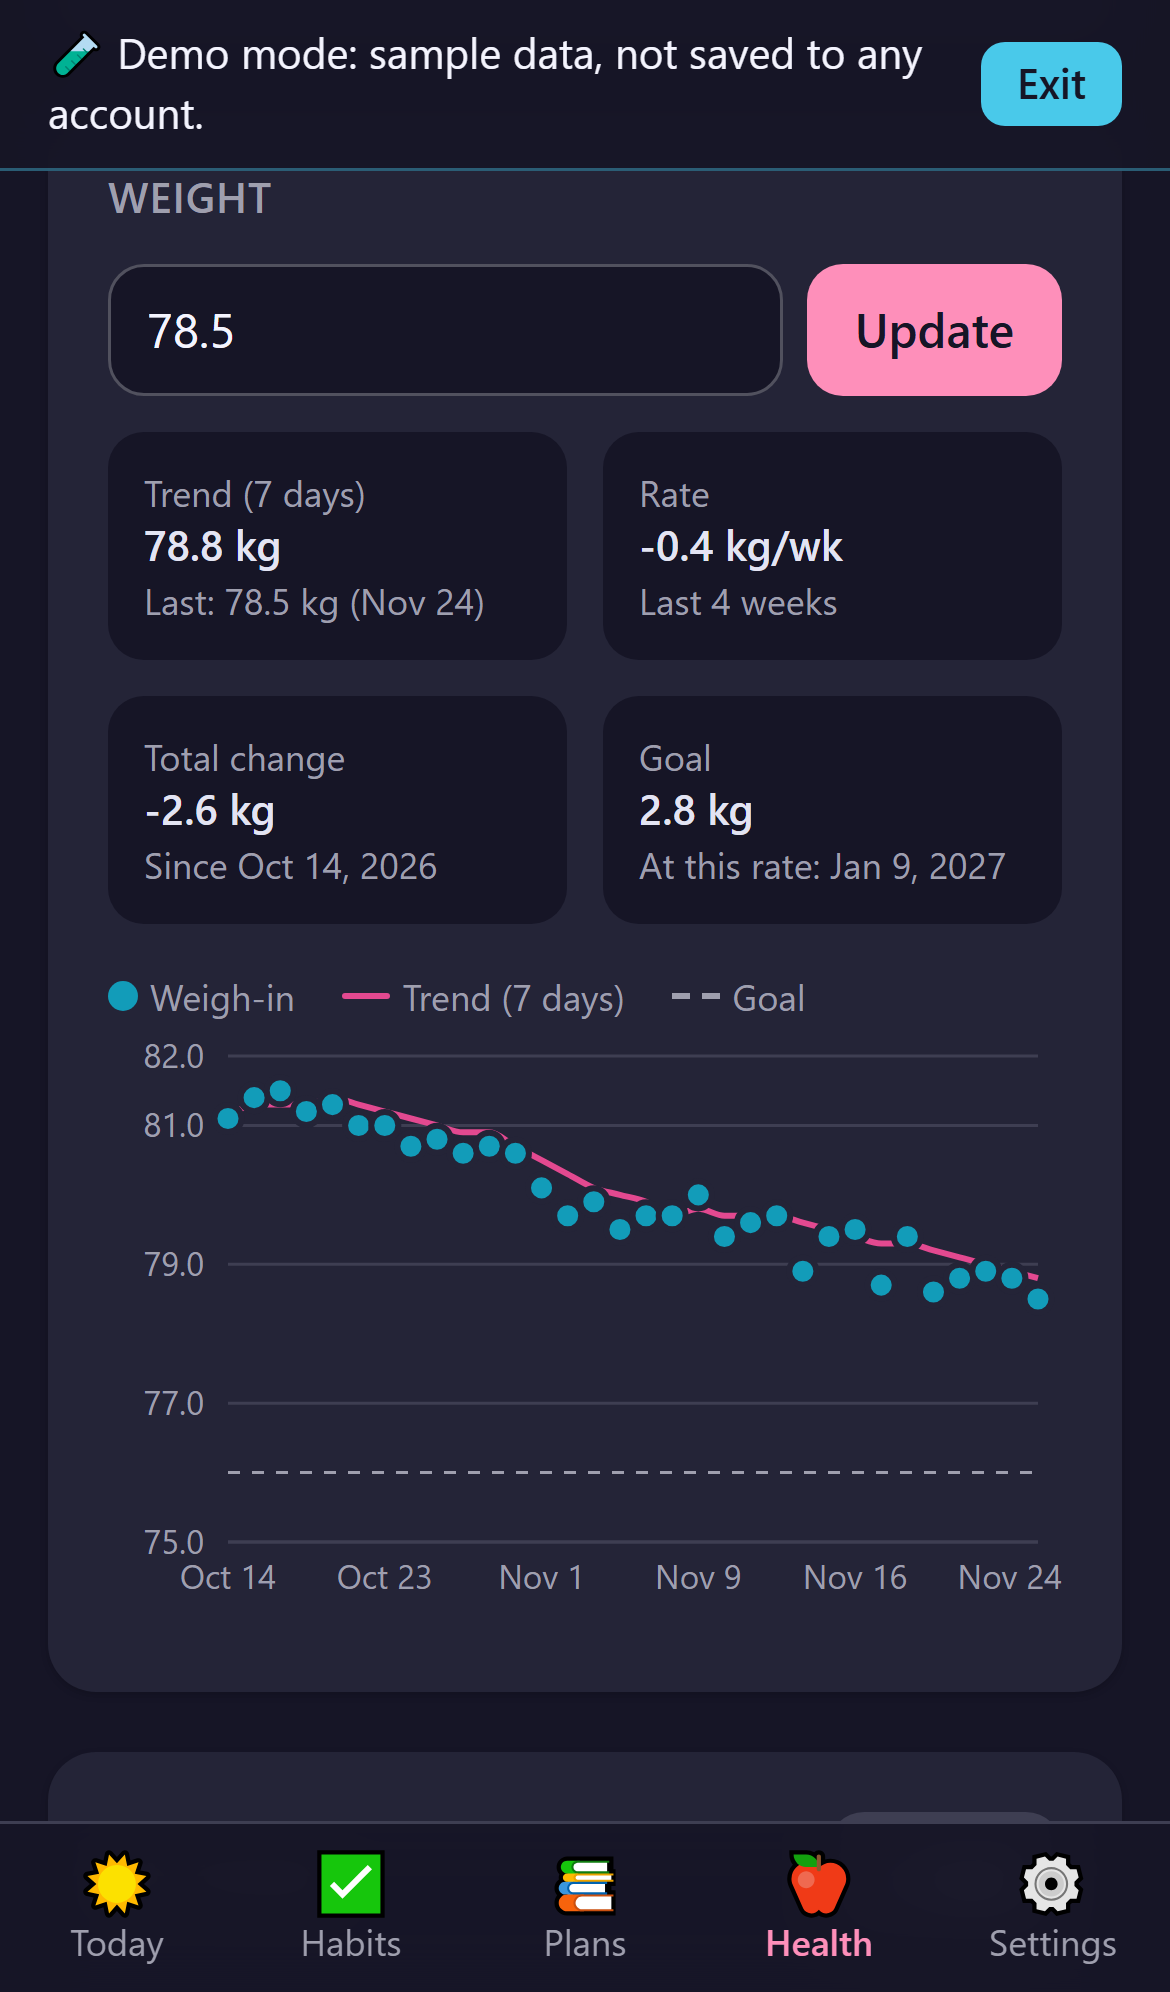 Demo mode: sample data, not saved to any
account.
Exit
WEIGHT
78.5
Update
Trend (7 days)
78.8 kg
Last: 78.5 kg (Nov 24)
Rate
-0.4 kg/wk
Last 4 weeks
Total change
-2.6 kg
Since Oct 14, 2026
Goal
2.8 kg
At this rate: Jan 9, 2027
Weigh-in
Trend (7 days)
Goal
82.0
81.0
79.0
77.0
75.0
Oct 14
Oct 23
Nov 1
Nov 9
Nov 16
Nov 24
Today
Habits
Plans
Health
Settings